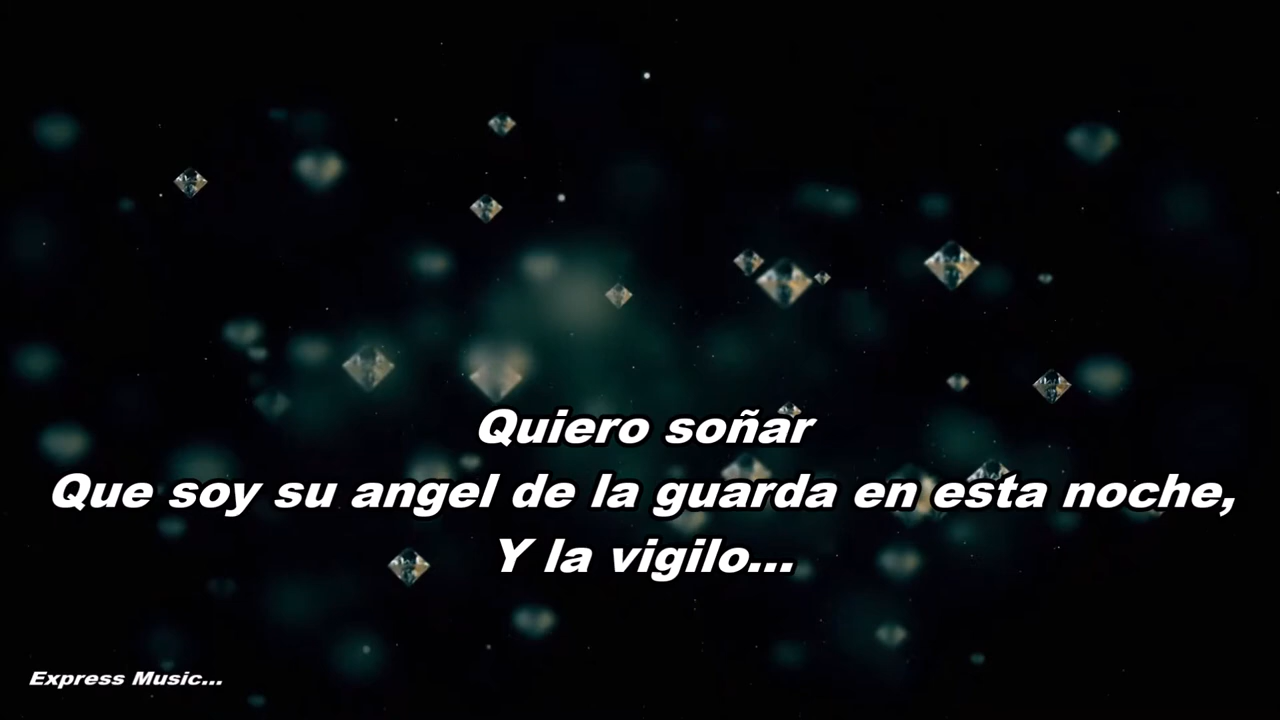 Quiero soñar
Que soy su angel de la guarda en esta noche,
Y la vigilo...
Express Music...